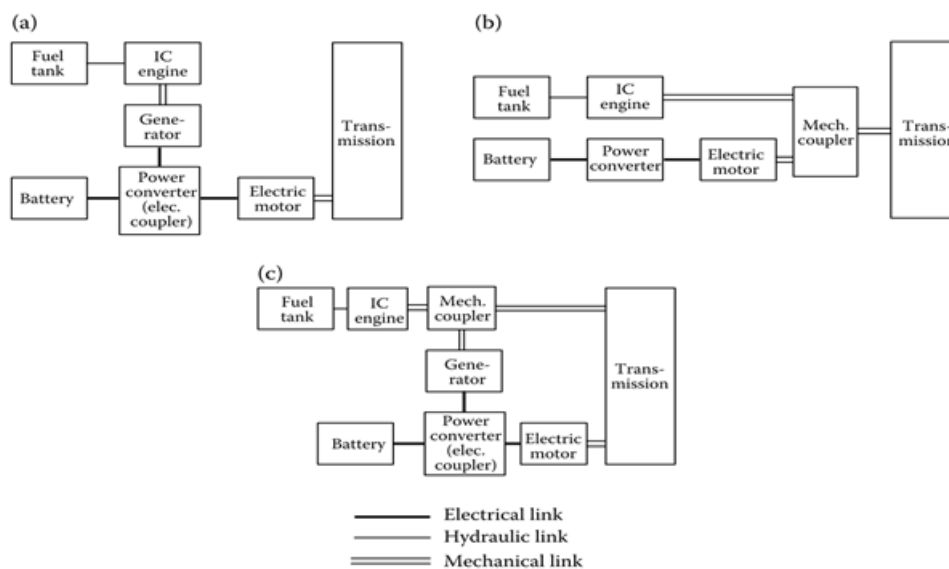 (a)
Fuel
tank
IC
engine
Gene-
rator
Battery
Power
converter
(elec.
coupler)
Electric
motor
Trans-
mission
(b)
Fuel
tank
IC
engine
Battery
Power
converter
Electric
motor
Mech.
coupler
Trans-
mission
(c)
Fuel
tank
IC
engine
Mech.
coupler
Gene-
rator
Battery
Power
converter
(elec.
coupler)
Electric
motor
Trans-
mission
Electrical link
Hydraulic link
Mechanical link